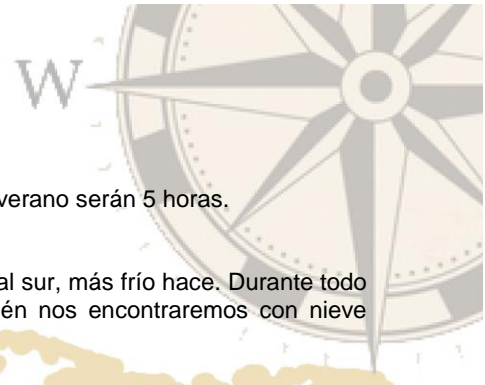 W
verano serán 5 horas.
al sur, más frío hace. Durante todo
én nos encontraremos con nieve